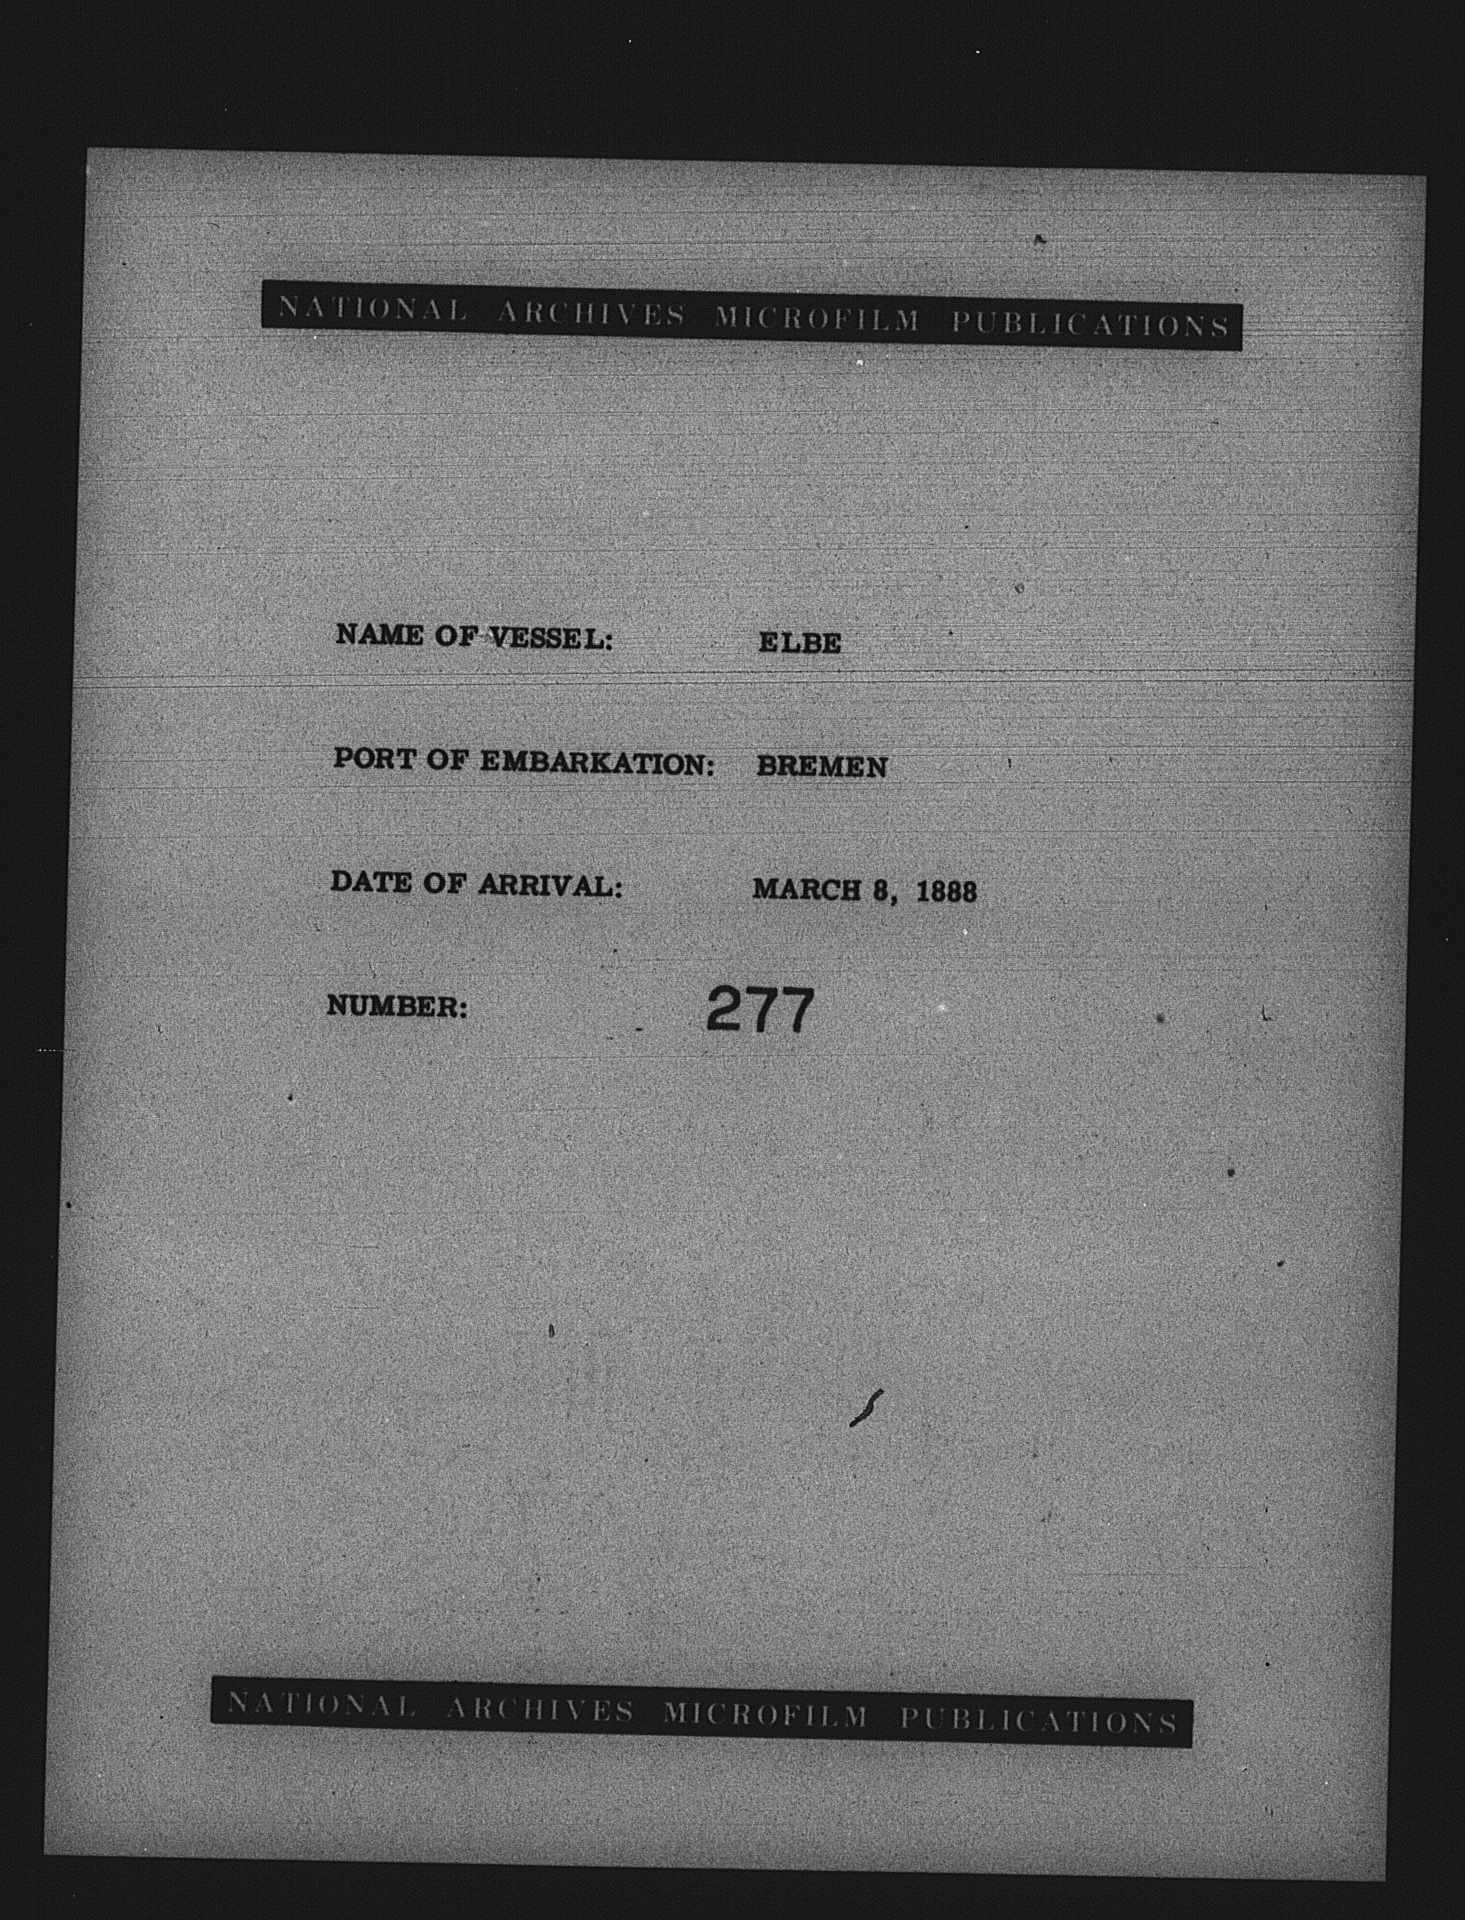 NATIONAL ARCHIVES MICROFILM PUBLICATIONS
NAME OF VESSEL: ELBE
PORT OF EMBARKATION: BREMEN
DATE OF ARRIVAL: MARCH 8, 1888
NUMBER: 277
NATIONAL ARCHIVES MICROFILM PUBLICATIONS